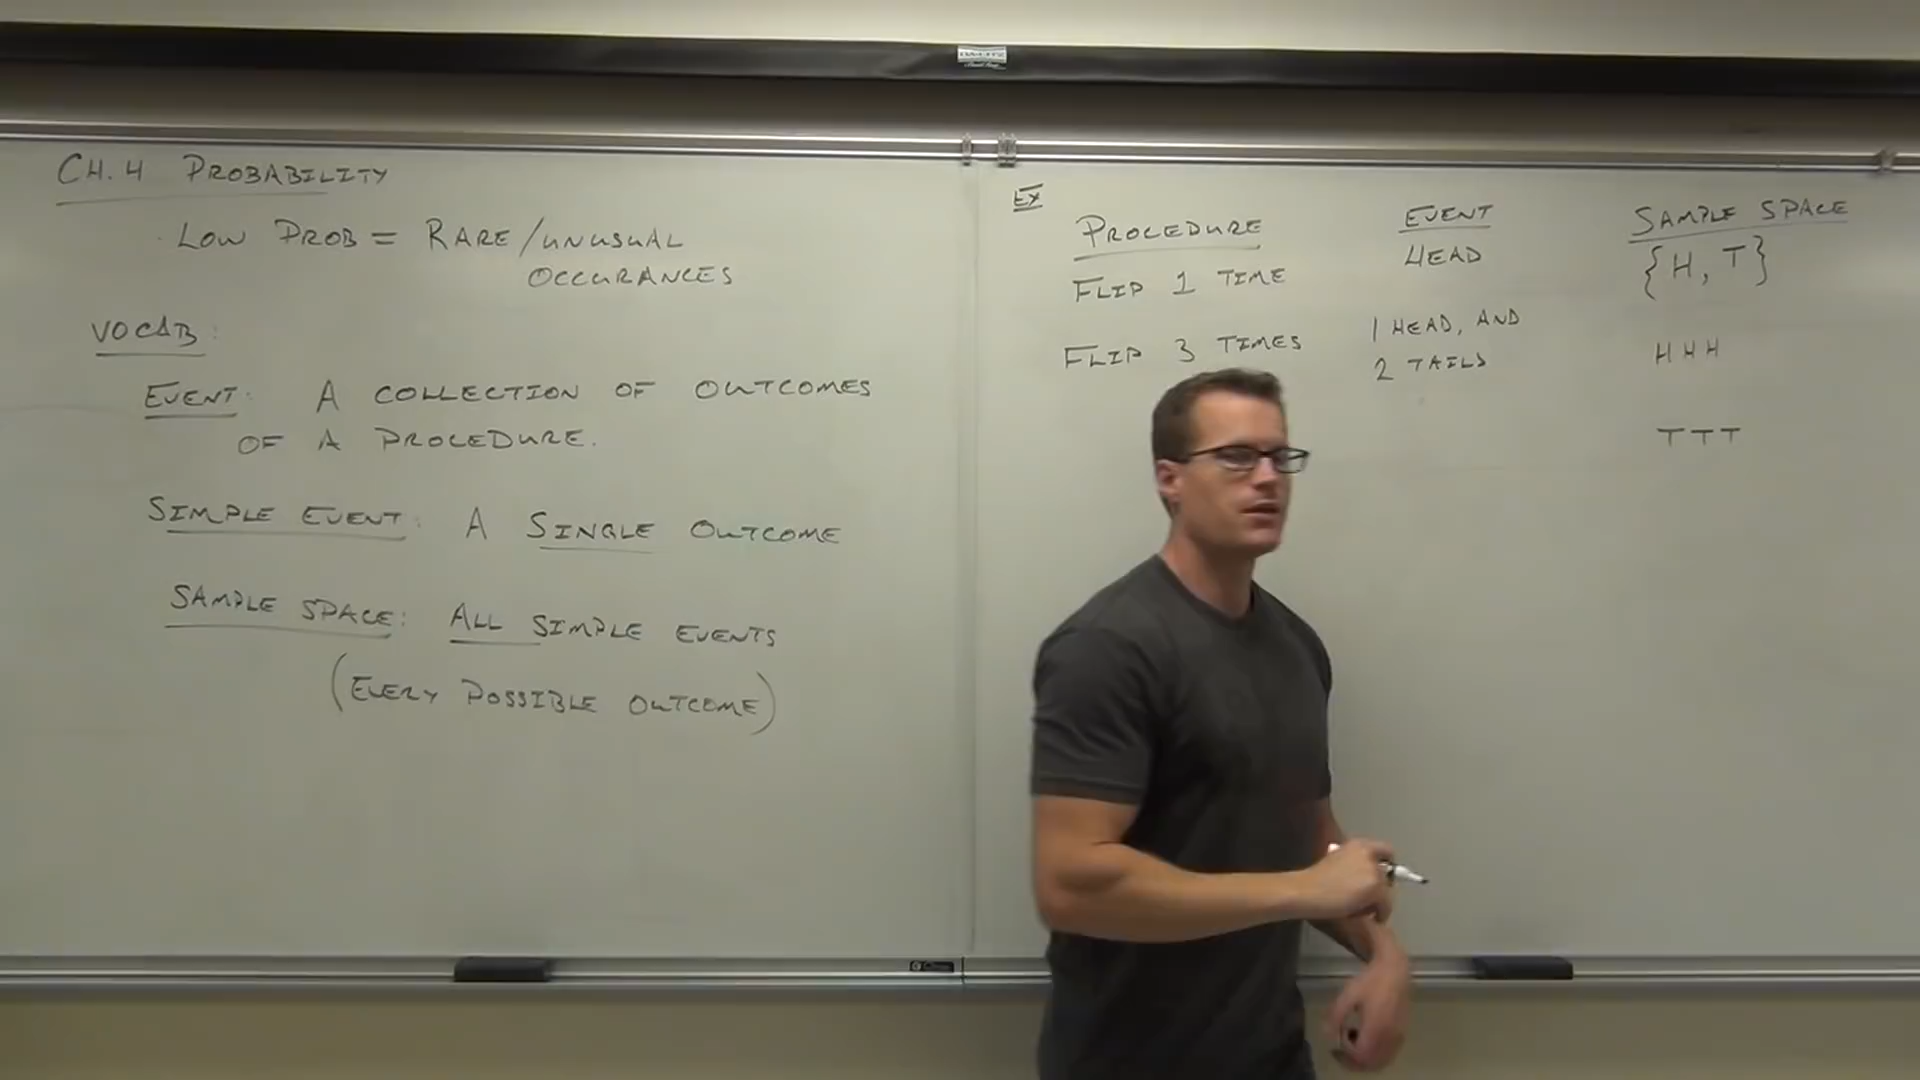 CH. 4 PROBABILITY
LOW PROB = RARE/UNUSUAL
OCCURANCES
VOCAB:
EVENT: A COLLECTION OF OUTCOMES
OF A PROCEDURE.
SIMPLE EVENT: A SINGLE OUTCOME
SAMPLE SPACE: ALL SIMPLE EVENTS
(EVERY POSSIBLE OUTCOME)
EX
PROCEDURE EVENT SAMPLE SPACE
FLIP 1 TIME HEAD {H, T}
FLIP 3 TIMES 1 HEAD, AND HHH
2 TAILS
TTT